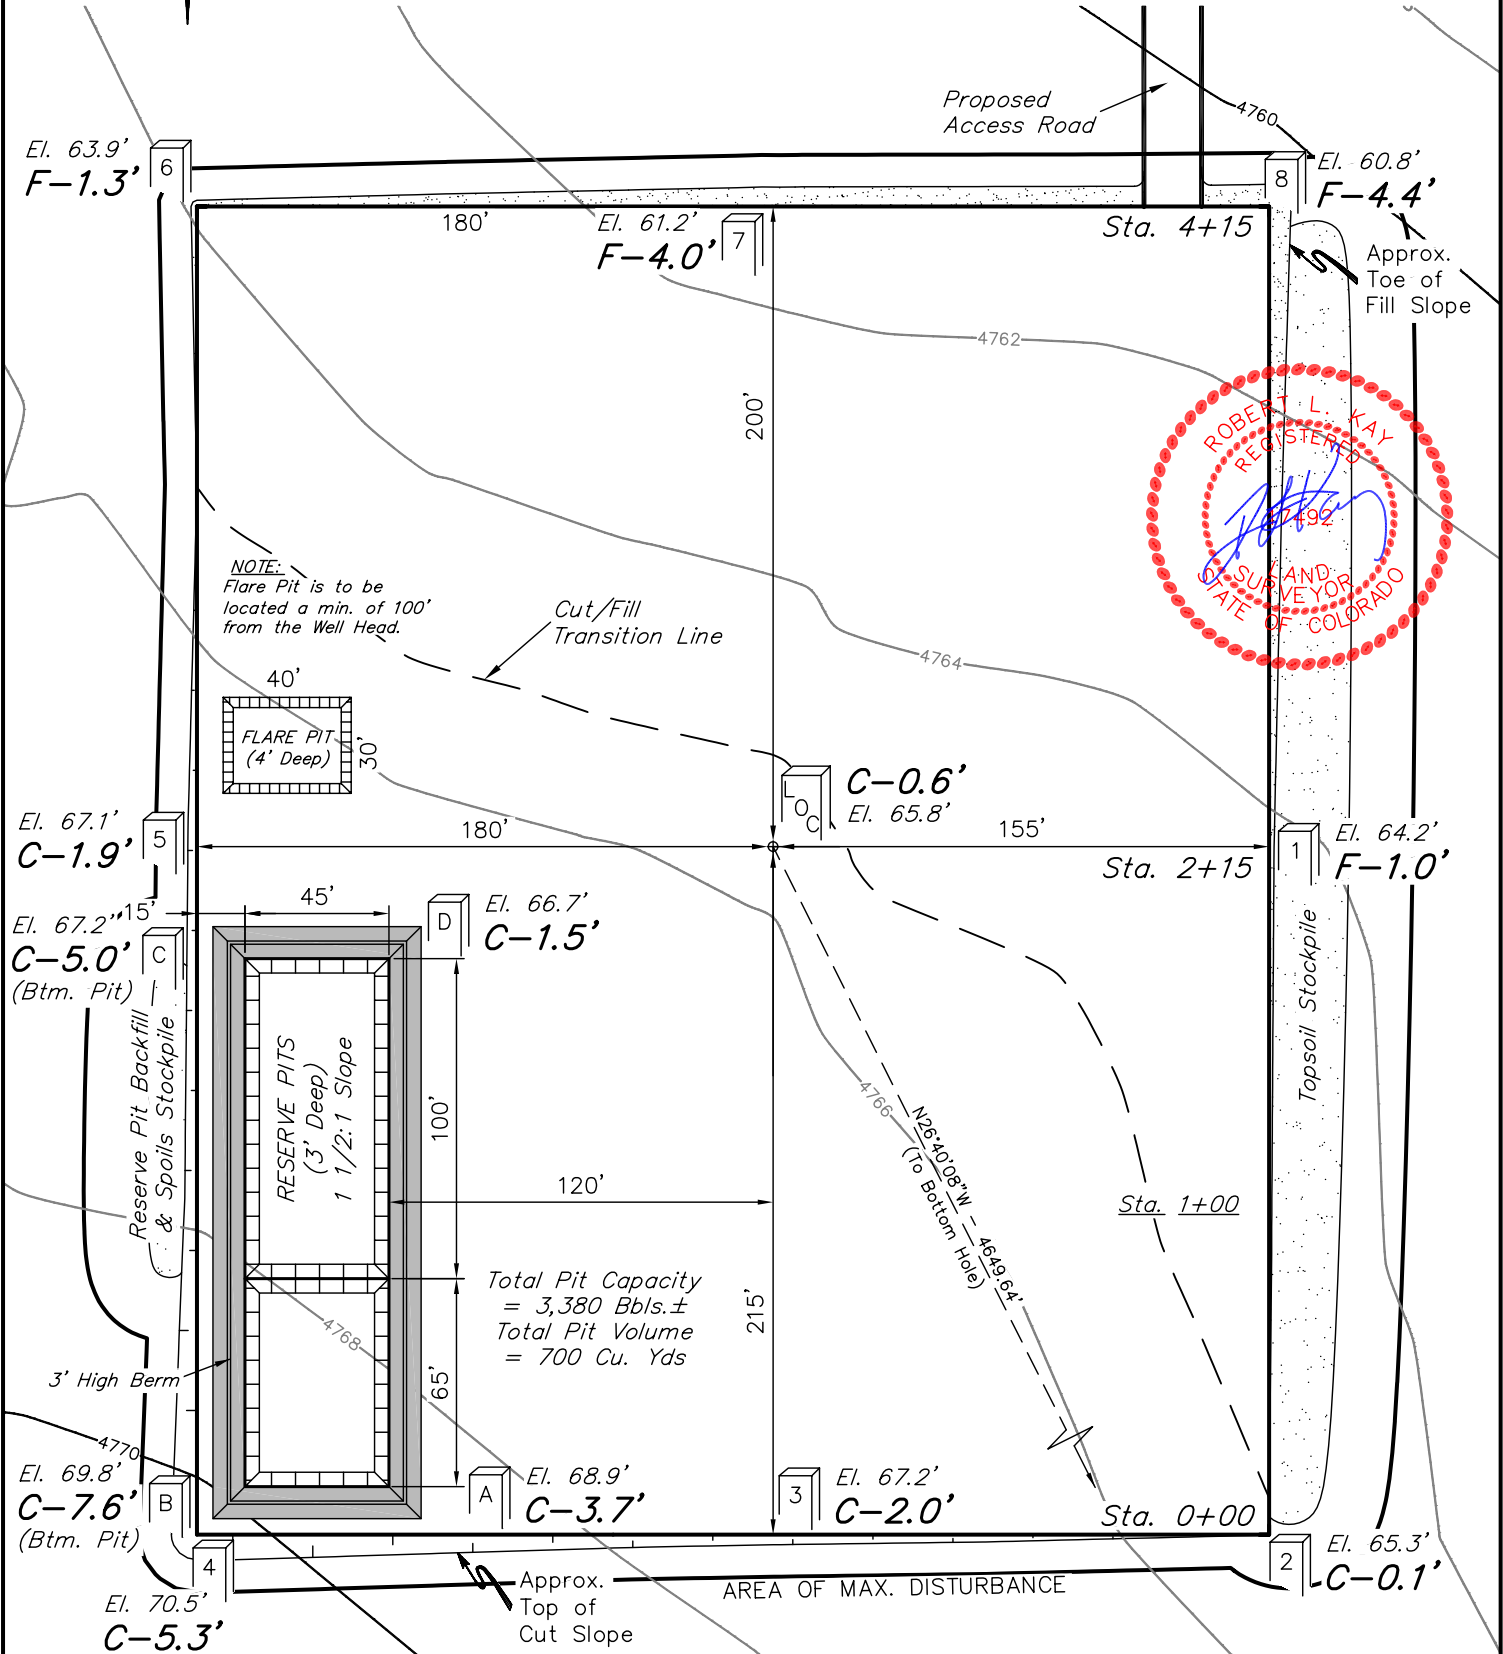 4760
Proposed
Access Road
El. 63.9'
F-1.3'
6
El. 60.8'
F-4.4'
8
180'
El. 61.2'
F-4.0'
7
Sta. 4+15
Approx.
Toe of
Fill Slope
4762
200'
ROBERT L. KAY
REGISTERED
LAND
SURVEYOR
STATE OF COLORADO
NOTE:
Flare Pit is to be
located a min. of 100'
from the Well Head.
Cut/Fill
Transition Line
4764
40'
FLARE PIT
(4' Deep)
30'
LOC
C-0.6'
El. 65.8'
El. 67.1'
C-1.9'
5
180'
155'
Sta. 2+15
1
El. 64.2'
F-1.0'
15'
45'
D
El. 66.7'
C-1.5'
El. 67.2'
C-5.0'
(Btm. Pit)
C
Reserve Pit Backfill
& Spoils Stockpile
RESERVE PITS
(3' Deep)
1 1/2:1 Slope
100'
Topsoil Stockpile
4766
N26°40'08"W - 4649.64'
(To Bottom Hole)
120'
Sta. 1+00
Total Pit Capacity
= 3,380 Bbls.±
Total Pit Volume
= 700 Cu. Yds
215'
4768
65'
3' High Berm
4770
El. 69.8'
C-7.6'
(Btm. Pit)
B
A
El. 68.9'
C-3.7'
3
El. 67.2'
C-2.0'
Sta. 0+00
2
El. 65.3'
C-0.1'
4
El. 70.5'
C-5.3'
Approx.
Top of
Cut Slope
AREA OF MAX. DISTURBANCE